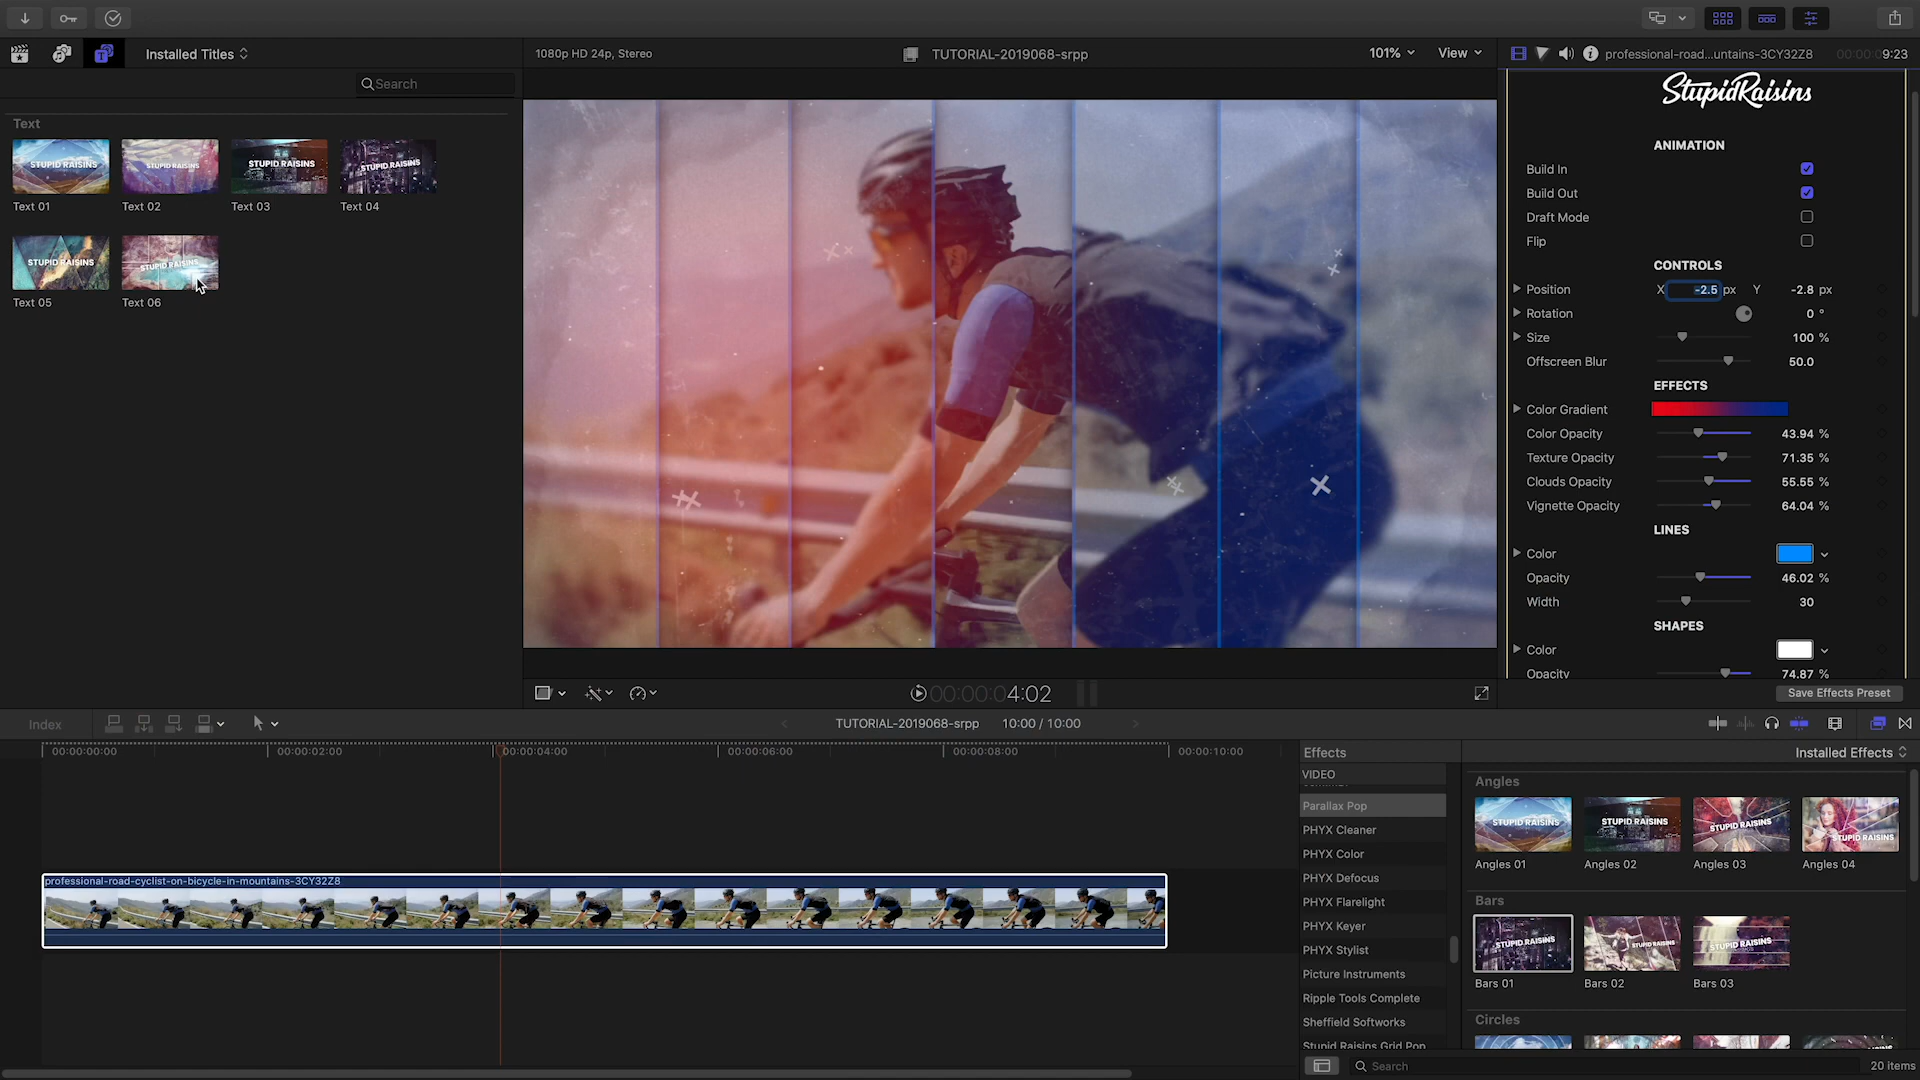 Installed Titles
1080p HD 24p, Stereo
TUTORIAL-2019068-srpp
101%
View
professional-road...untains-3CY32Z8
00:00:09:23
Search
Text
STUPID RAISINS
STUPID RAISINS
STUPID RAISINS
STUPID RAISINS
Text 01
Text 02
Text 03
Text 04
STUPID RAISINS
STUPID RAISINS
Text 05
Text 06
StupidRaisins
ANIMATION
Build In
Build Out
Draft Mode
Flip
CONTROLS
Position X -2.5 px Y -2.8 px
Rotation 0 °
Size 100 %
Offscreen Blur 50.0
EFFECTS
Color Gradient
Color Opacity 43.94 %
Texture Opacity 71.35 %
Clouds Opacity 55.55 %
Vignette Opacity 64.04 %
LINES
Color
Opacity 46.02 %
Width 30
SHAPES
Color
Opacity 74.87 %
Save Effects Preset
00:00:04:02
Index
TUTORIAL-2019068-srpp
10:00 / 10:00
00:00:00:00
00:00:02:00
00:00:04:00
00:00:06:00
00:00:08:00
00:00:10:00
professional-road-cyclist-on-bicycle-in-mountains-3CY32Z8
Effects
Installed Effects
VIDEO
Parallax Pop
PHYX Cleaner
PHYX Color
PHYX Defocus
PHYX Flarelight
PHYX Keyer
PHYX Stylist
Picture Instruments
Ripple Tools Complete
Sheffield Softworks
Stupid Raisins Grid Pop
Angles
STUPID RAISINS
STUPID RAISINS
STUPID RAISINS
STUPID RAISINS
Angles 01
Angles 02
Angles 03
Angles 04
Bars
STUPID RAISINS
STUPID RAISINS
STUPID RAISINS
Bars 01
Bars 02
Bars 03
Circles
Search
20 items